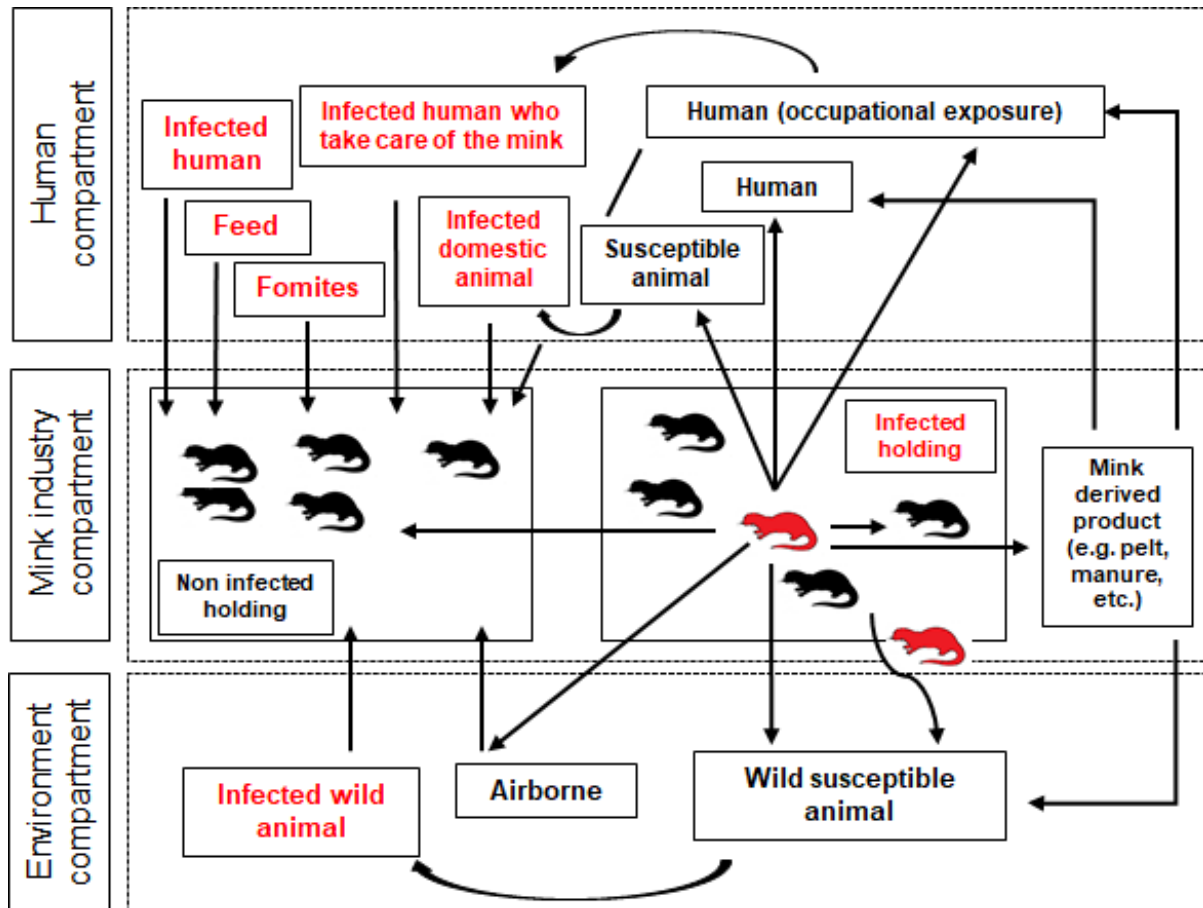 Human
compartment
Infected
human
Infected human who
take care of the mink
Human (occupational exposure)
Human
Feed
Infected
domestic
animal
Susceptible
animal
Fomites
Mink industry
compartment
Infected
holding
Non infected
holding
Mink
derived
product
(e.g. pelt,
manure,
etc.)
Environment
compartment
Infected wild
animal
Airborne
Wild susceptible
animal